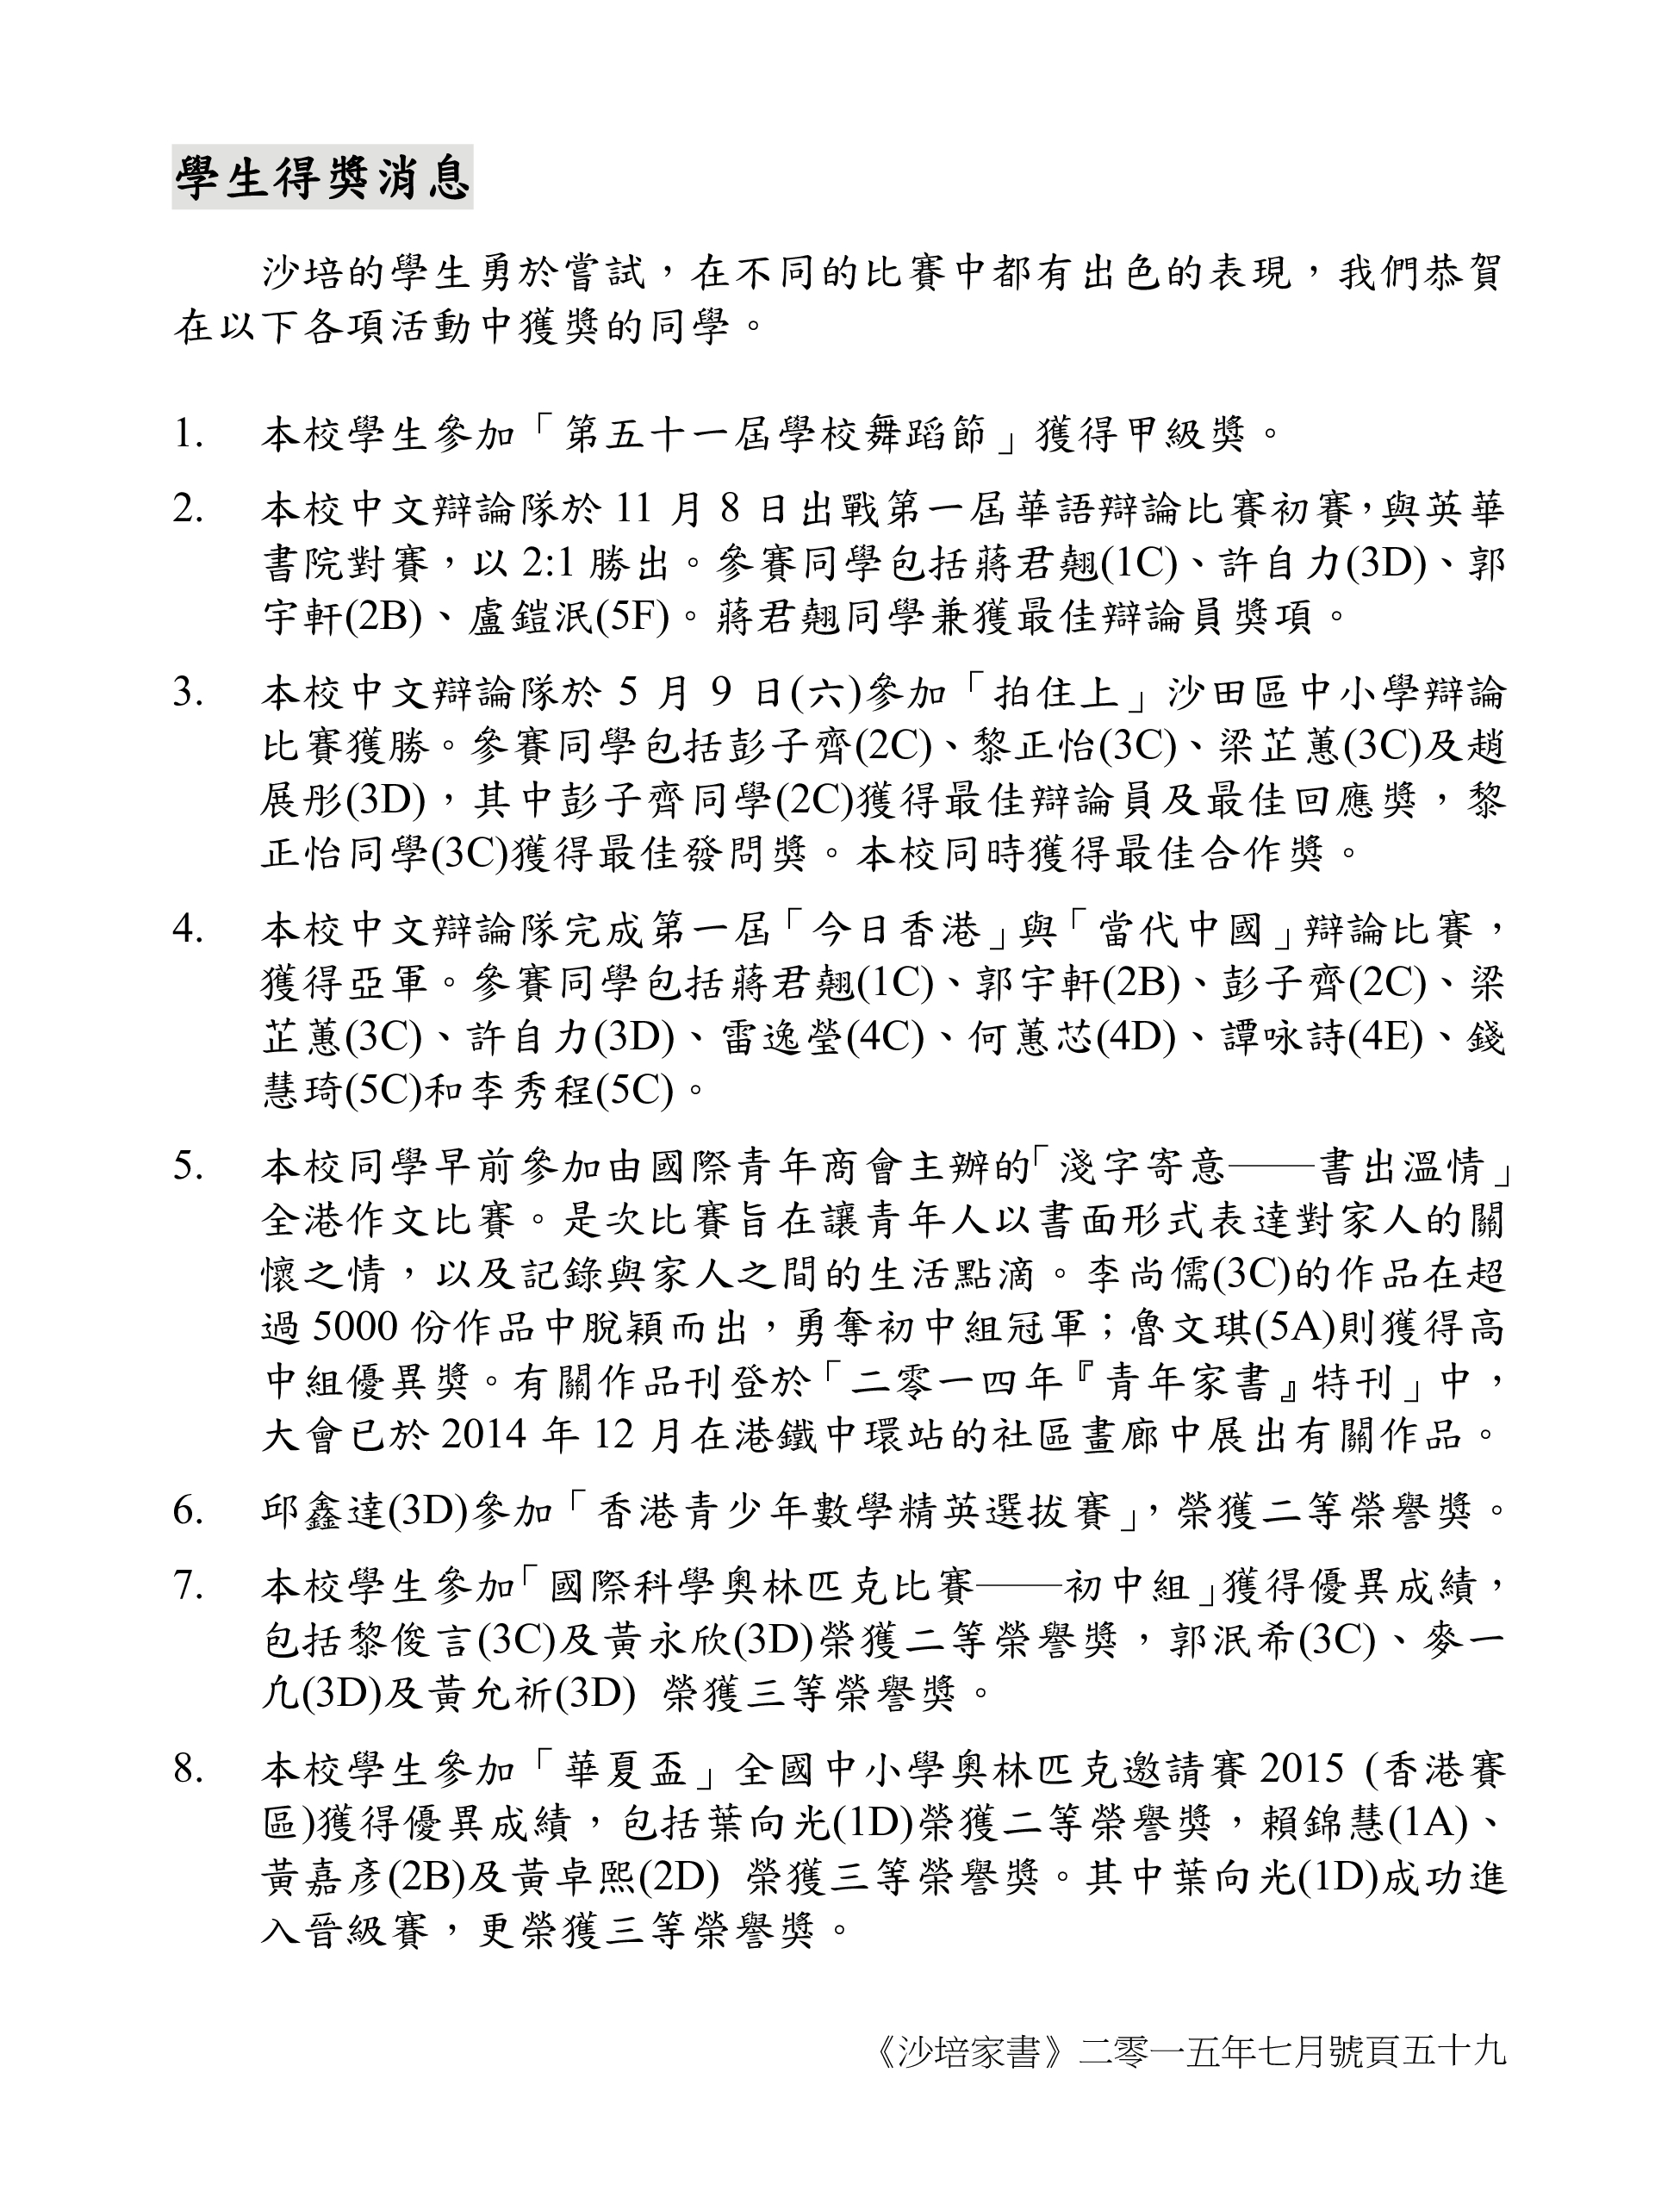 學生得獎消息
沙培的學生勇於嘗試，在不同的比賽中都有出色的表現，我們恭賀
在以下各項活動中獲獎的同學。
1. 本校學生參加「第五十一屆學校舞蹈節」獲得甲級獎。
2. 本校中文辯論隊於 11 月 8 日出戰第一屆華語辯論比賽初賽，與英華
書院對賽，以 2:1 勝出。參賽同學包括蔣君翹(1C)、許自力(3D)、郭
宇軒(2B)、盧鎧泯(5F)。蔣君翹同學兼獲最佳辯論員獎項。
3. 本校中文辯論隊於 5 月 9 日(六)參加「拍住上」沙田區中小學辯論
比賽獲勝。參賽同學包括彭子齊(2C)、黎正怡(3C)、梁芷蕙(3C)及趙
展彤(3D)，其中彭子齊同學(2C)獲得最佳辯論員及最佳回應獎，黎
正怡同學(3C)獲得最佳發問獎。本校同時獲得最佳合作獎。
4. 本校中文辯論隊完成第一屆「今日香港」與「當代中國」辯論比賽，
獲得亞軍。參賽同學包括蔣君翹(1C)、郭宇軒(2B)、彭子齊(2C)、梁
芷蕙(3C)、許自力(3D)、雷逸瑩(4C)、何蕙芯(4D)、譚咏詩(4E)、錢
慧琦(5C)和李秀程(5C)。
5. 本校同學早前參加由國際青年商會主辦的「淺字寄意——書出溫情」
全港作文比賽。是次比賽旨在讓青年人以書面形式表達對家人的關
懷之情，以及記錄與家人之間的生活點滴。李尚儒(3C)的作品在超
過 5000 份作品中脫穎而出，勇奪初中組冠軍；魯文琪(5A)則獲得高
中組優異獎。有關作品刊登於「二零一四年『青年家書』特刊」中，
大會已於 2014 年 12 月在港鐵中環站的社區畫廊中展出有關作品。
6. 邱鑫達(3D)參加「香港青少年數學精英選拔賽」，榮獲二等榮譽獎。
7. 本校學生參加「國際科學奧林匹克比賽——初中組」獲得優異成績，
包括黎俊言(3C)及黃永欣(3D)榮獲二等榮譽獎，郭泯希(3C)、麥一
凣(3D)及黃允祈(3D) 榮獲三等榮譽獎。
8. 本校學生參加「華夏盃」全國中小學奧林匹克邀請賽 2015 (香港賽
區)獲得優異成績，包括葉向光(1D)榮獲二等榮譽獎，賴錦慧(1A)、
黃嘉彥(2B)及黃卓熙(2D) 榮獲三等榮譽獎。其中葉向光(1D)成功進
入晉級賽，更榮獲三等榮譽獎。
《沙培家書》二零一五年七月號頁五十九